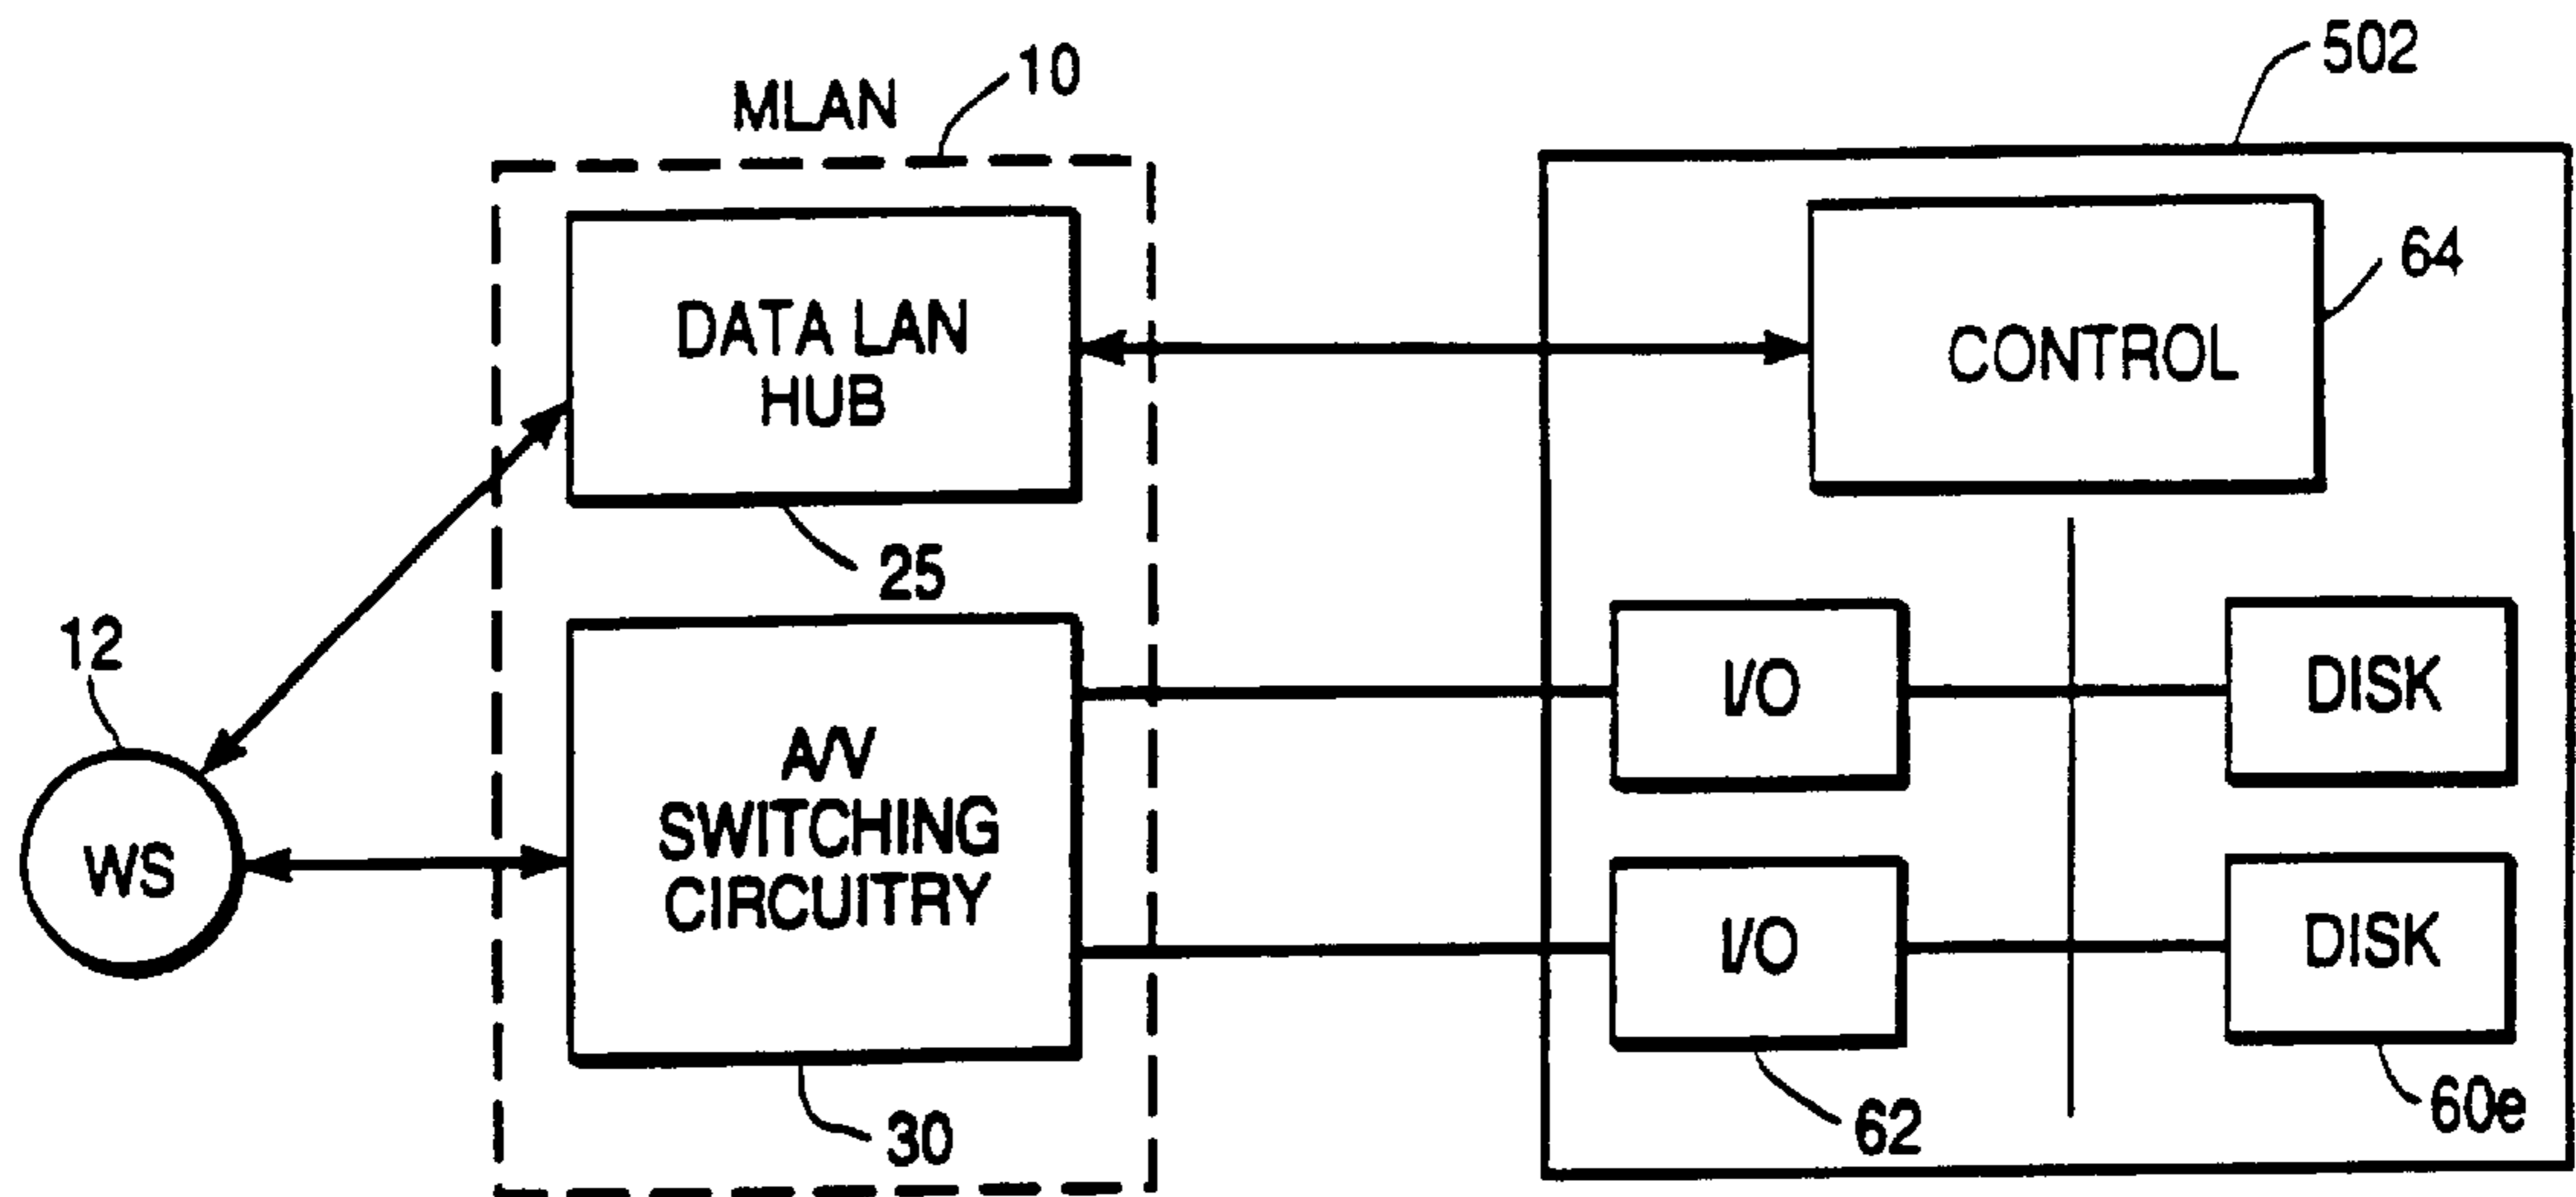 502
MLAN
10
DATA LAN
HUB
CONTROL
64
25
12
WS
A/V
SWITCHING
CIRCUITRY
I/O
DISK
I/O
DISK
30
62
60e